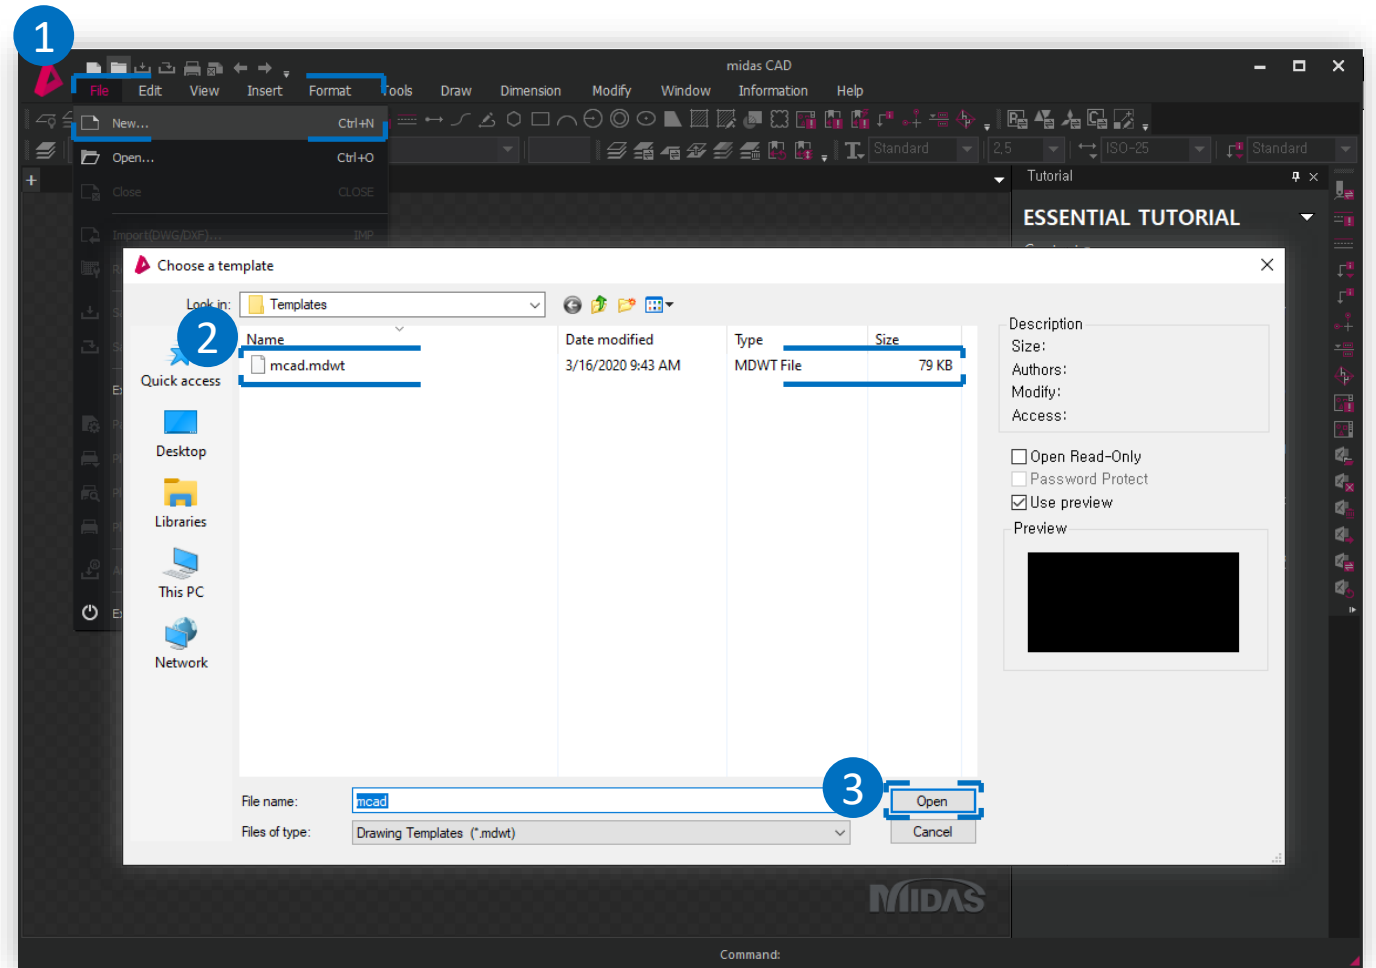 1
midas CAD
File Edit View Insert Format Tools Draw Dimension Modify Window Information Help
New... Ctrl+N
Open... Ctrl+O
Close CLOSE
Import(DWG/DXF)... IMP
Standard 2,5 ISO-25 Standard
Tutorial
ESSENTIAL TUTORIAL
Choose a template
Look in: Templates
2
Name Date modified Type Size
mcad.mdwt 3/16/2020 9:43 AM MDWT File 79 KB
Quick access
Desktop
Libraries
This PC
Network
Description
Size:
Authors:
Modify:
Access:
Open Read-Only
Password Protect
Use preview
Preview
File name: mcad
3
Open
Files of type: Drawing Templates (*.mdwt)
Cancel
MIDAS
Command: